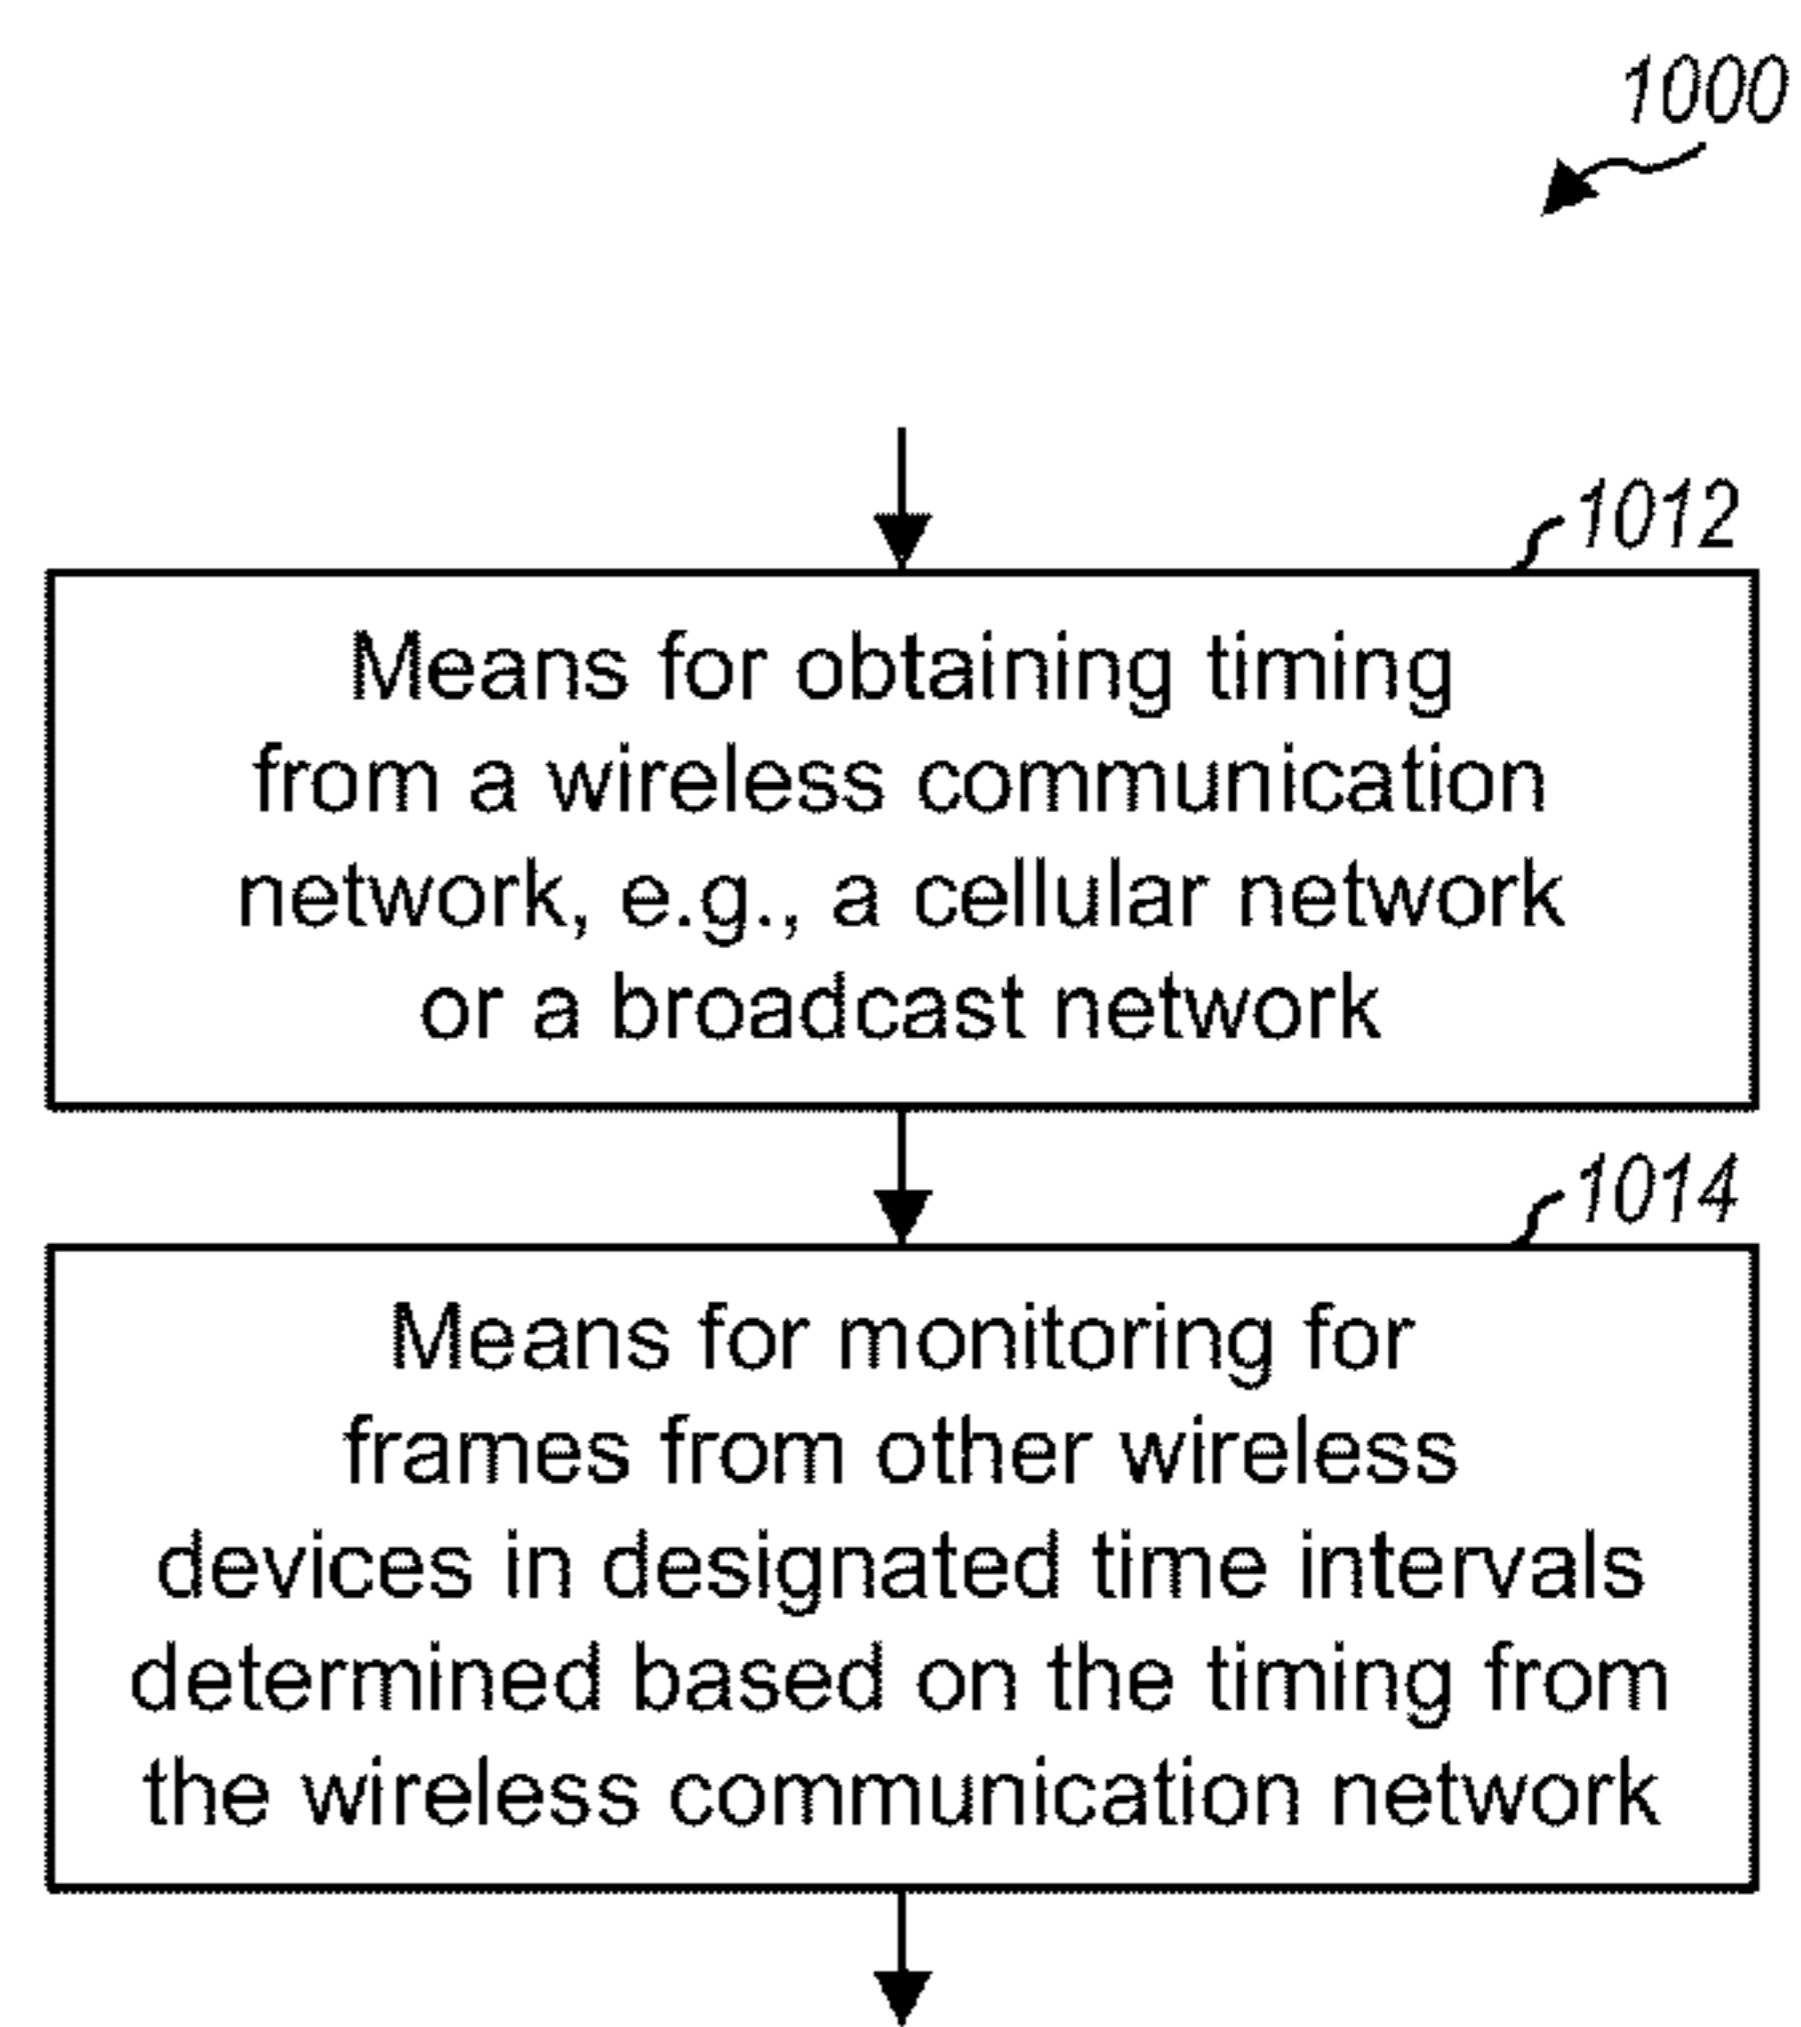 1000
1012
Means for obtaining timing
from a wireless communication
network, e.g., a cellular network
or a broadcast network
1014
Means for monitoring for
frames from other wireless
devices in designated time intervals
determined based on the timing from
the wireless communication network